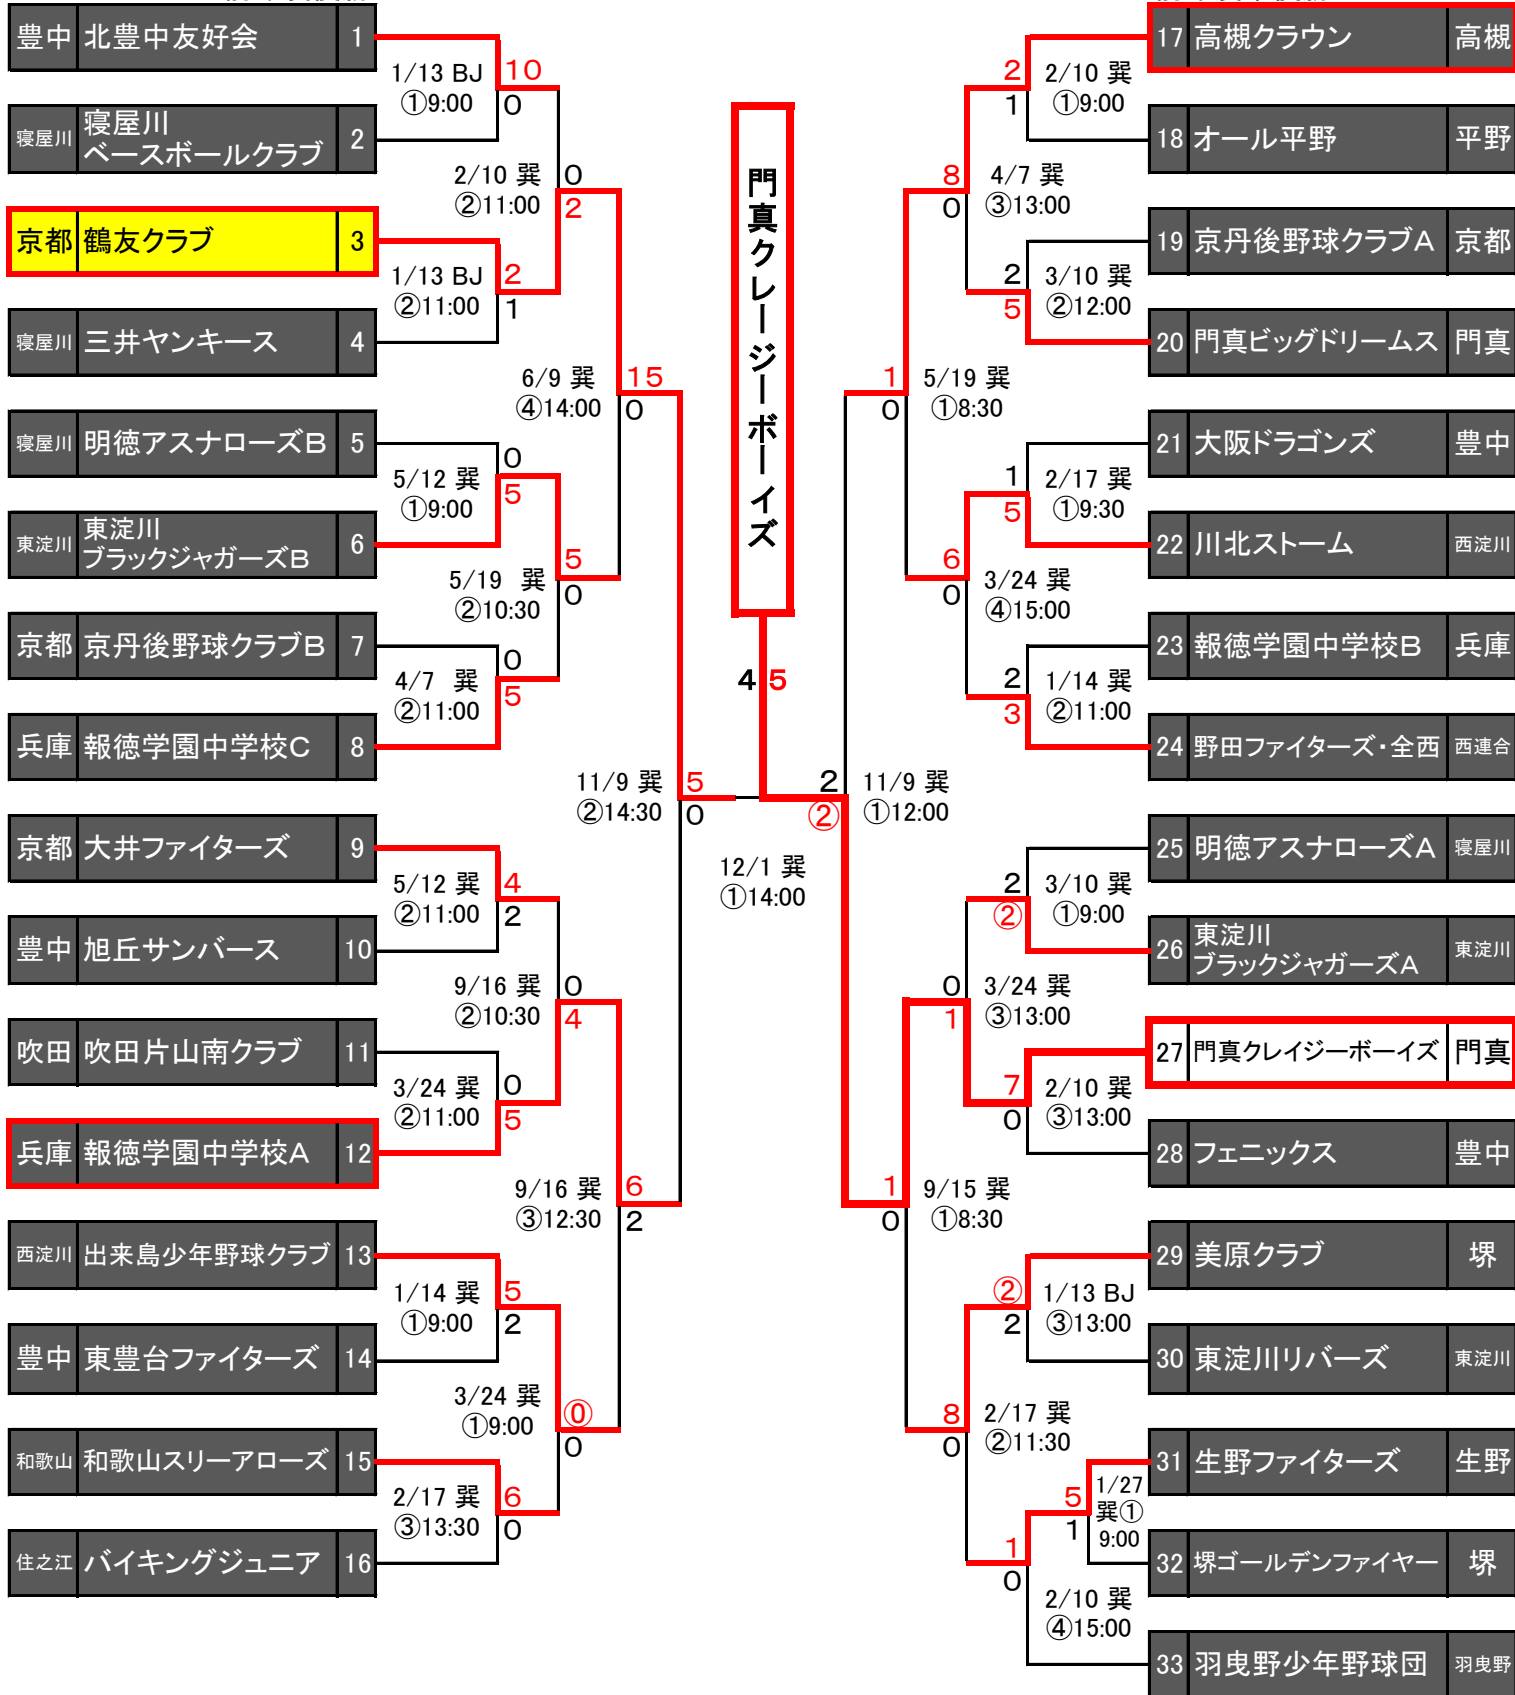 豊中 北豊中友好会 1
1/13 BJ
①9:00
10
0
寝屋川 寝屋川
ベースボールクラブ 2
2/10 巽
②11:00
0
2
京都 鶴友クラブ 3
1/13 BJ
②11:00
2
1
寝屋川 三井ヤンキース 4
6/9 巽
④14:00
15
0
寝屋川 明徳アスナローズB 5
5/12 巽
①9:00
0
5
東淀川 東淀川
ブラックジャガーズB 6
5/19 巽
②10:30
5
0
京都 京丹後野球クラブB 7
4/7 巽
②11:00
0
5
兵庫 報徳学園中学校C 8
11/9 巽
②14:30
5
0
京都 大井ファイターズ 9
5/12 巽
②11:00
4
2
豊中 旭丘サンバース 10
9/16 巽
②10:30
0
4
吹田 吹田片山南クラブ 11
3/24 巽
②11:00
0
5
兵庫 報徳学園中学校A 12
9/16 巽
③12:30
6
2
西淀川 出来島少年野球クラブ 13
1/14 巽
①9:00
5
2
豊中 東豊台ファイターズ 14
3/24 巽
①9:00
⓪
0
和歌山 和歌山スリーアローズ 15
2/17 巽
③13:30
6
0
住之江 バイキングジュニア 16
門真クレージーボーイズ
4 5
12/1 巽
①14:00
17 高槻クラウン 高槻
2
1
2/10 巽
①9:00
18 オール平野 平野
8
0
4/7 巽
③13:00
19 京丹後野球クラブA 京都
2
5
3/10 巽
②12:00
20 門真ビッグドリームス 門真
1
0
5/19 巽
①8:30
21 大阪ドラゴンズ 豊中
1
5
2/17 巽
①9:30
22 川北ストーム 西淀川
6
0
3/24 巽
④15:00
23 報徳学園中学校B 兵庫
2
3
1/14 巽
②11:00
24 野田ファイターズ・全西 西連合
2
②
11/9 巽
①12:00
25 明徳アスナローズA 寝屋川
2
②
3/10 巽
①9:00
26 東淀川
ブラックジャガーズA 東淀川
0
1
3/24 巽
③13:00
27 門真クレイジーボーイズ 門真
7
0
2/10 巽
③13:00
28 フェニックス 豊中
1
0
9/15 巽
①8:30
29 美原クラブ 堺
②
2
1/13 BJ
③13:00
30 東淀川リバーズ 東淀川
8
0
2/17 巽
②11:30
31 生野ファイターズ 生野
5
1
1/27
巽①
9:00
32 堺ゴールデンファイヤー 堺
1
0
2/10 巽
④15:00
33 羽曳野少年野球団 羽曳野